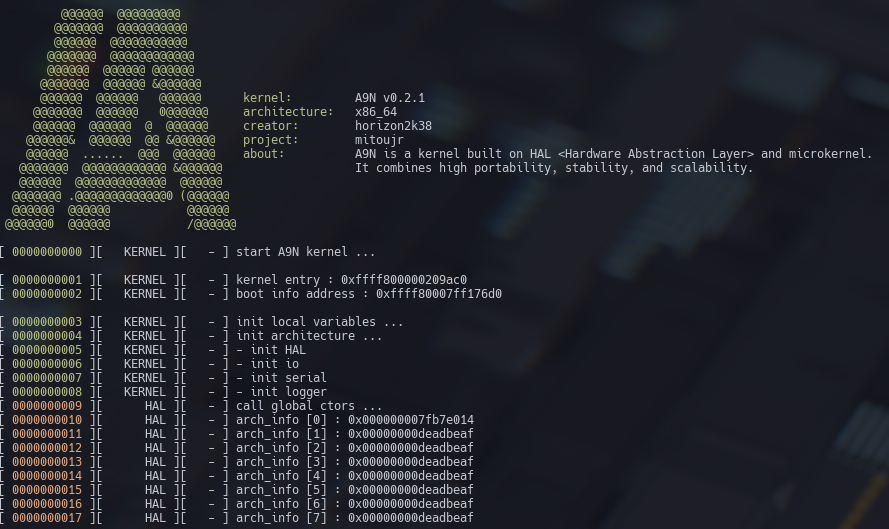 @@@@@@  @@@@@@@@@
@@@@@@@  @@@@@@@@@@
@@@@@@  @@@@@@@@@@@
@@@@@@@  @@@@@@@@@@@@
@@@@@@  @@@@@@ @@@@@@
@@@@@@@  @@@@@@ &@@@@@@
@@@@@@  @@@@@@   @@@@@@ kernel: A9N v0.2.1
@@@@@@@  @@@@@@   0@@@@@@ architecture: x86_64
@@@@@@  @@@@@@  @  @@@@@@ creator: horizon2k38
@@@@@@&  @@@@@@  @@ &@@@@@@ project: mitoujr
@@@@@@  ......  @@@  @@@@@@ about: A9N is a kernel built on HAL <Hardware Abstraction Layer> and microkernel.
@@@@@@@  @@@@@@@@@@@@ &@@@@@@ It combines high portability, stability, and scalability.
@@@@@@  @@@@@@@@@@@@@  @@@@@@
@@@@@@@ .@@@@@@@@@@@@@0 (@@@@@@
@@@@@@  @@@@@@           @@@@@@
@@@@@@0  @@@@@@           /@@@@@@
[ 0000000000 ][   KERNEL ][   - ] start A9N kernel ...
[ 0000000001 ][   KERNEL ][   - ] kernel entry : 0xffff800000209ac0
[ 0000000002 ][   KERNEL ][   - ] boot info address : 0xffff80007ff176d0
[ 0000000003 ][   KERNEL ][   - ] init local variables ...
[ 0000000004 ][   KERNEL ][   - ] init architecture ...
[ 0000000005 ][   KERNEL ][   - ] - init HAL
[ 0000000006 ][   KERNEL ][   - ] - init io
[ 0000000007 ][   KERNEL ][   - ] - init serial
[ 0000000008 ][   KERNEL ][   - ] - init logger
[ 0000000009 ][      HAL ][   - ] call global ctors ...
[ 0000000010 ][      HAL ][   - ] arch_info [0] : 0x000000007fb7e014
[ 0000000011 ][      HAL ][   - ] arch_info [1] : 0x00000000deadbeaf
[ 0000000012 ][      HAL ][   - ] arch_info [2] : 0x00000000deadbeaf
[ 0000000013 ][      HAL ][   - ] arch_info [3] : 0x00000000deadbeaf
[ 0000000014 ][      HAL ][   - ] arch_info [4] : 0x00000000deadbeaf
[ 0000000015 ][      HAL ][   - ] arch_info [5] : 0x00000000deadbeaf
[ 0000000016 ][      HAL ][   - ] arch_info [6] : 0x00000000deadbeaf
[ 0000000017 ][      HAL ][   - ] arch_info [7] : 0x00000000deadbeaf